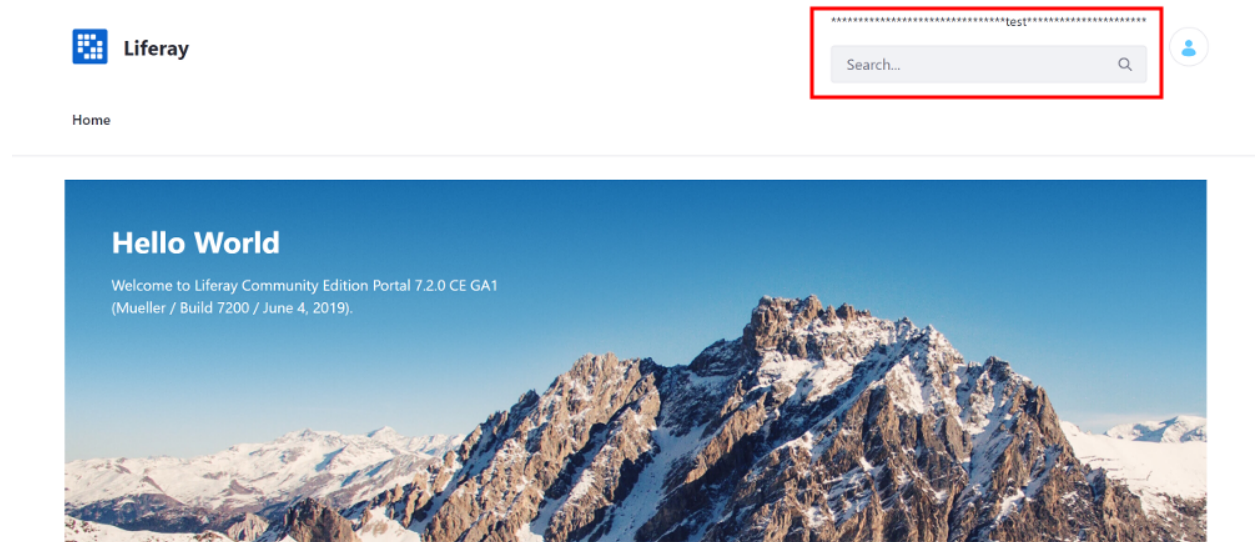 Liferay
*********************************test**********************
Search...
Home
Hello World
Welcome to Liferay Community Edition Portal 7.2.0 CE GA1
(Mueller / Build 7200 / June 4, 2019).